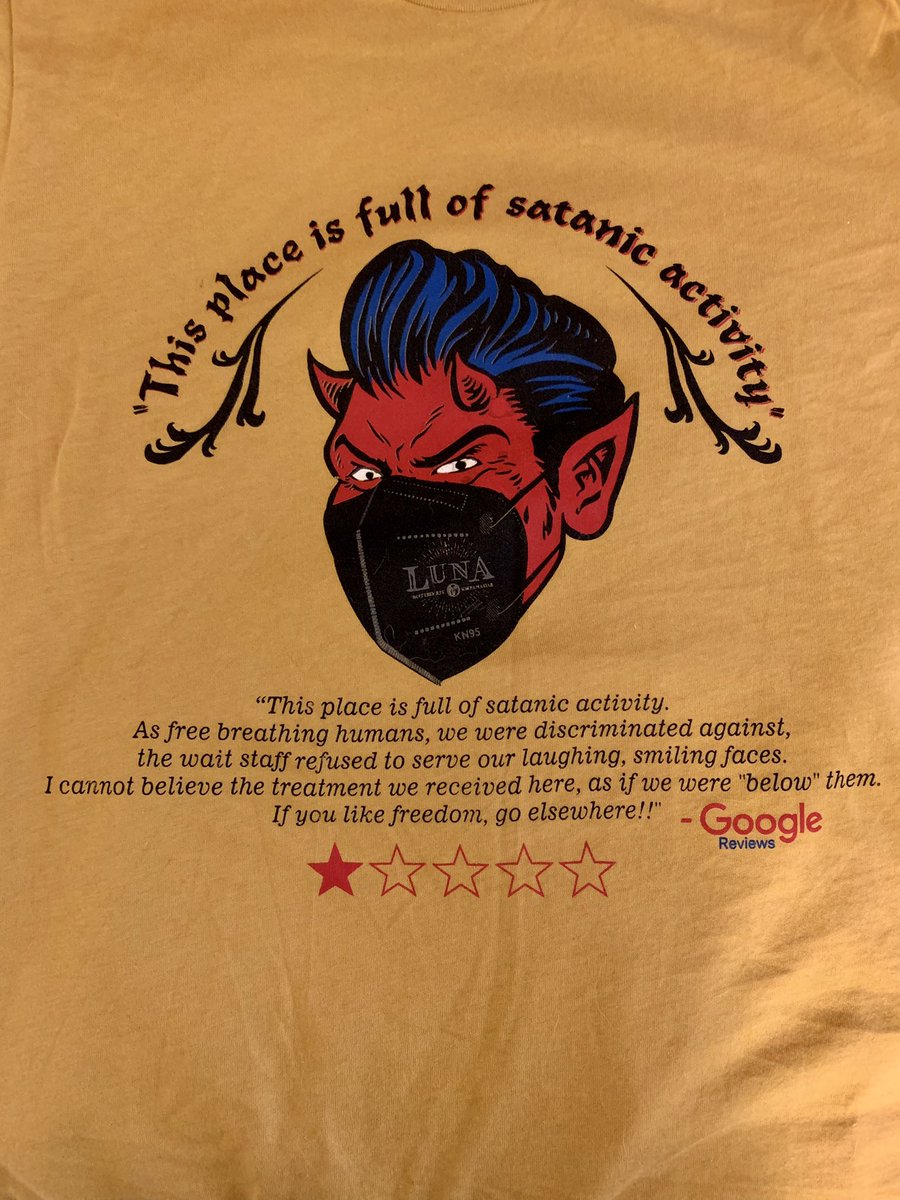 "This place is full of satanic activity"
LUNA
KN95
“This place is full of satanic activity.
As free breathing humans, we were discriminated against,
the wait staff refused to serve our laughing, smiling faces.
I cannot believe the treatment we received here, as if we were "below" them.
If you like freedom, go elsewhere!!"
- Google
Reviews